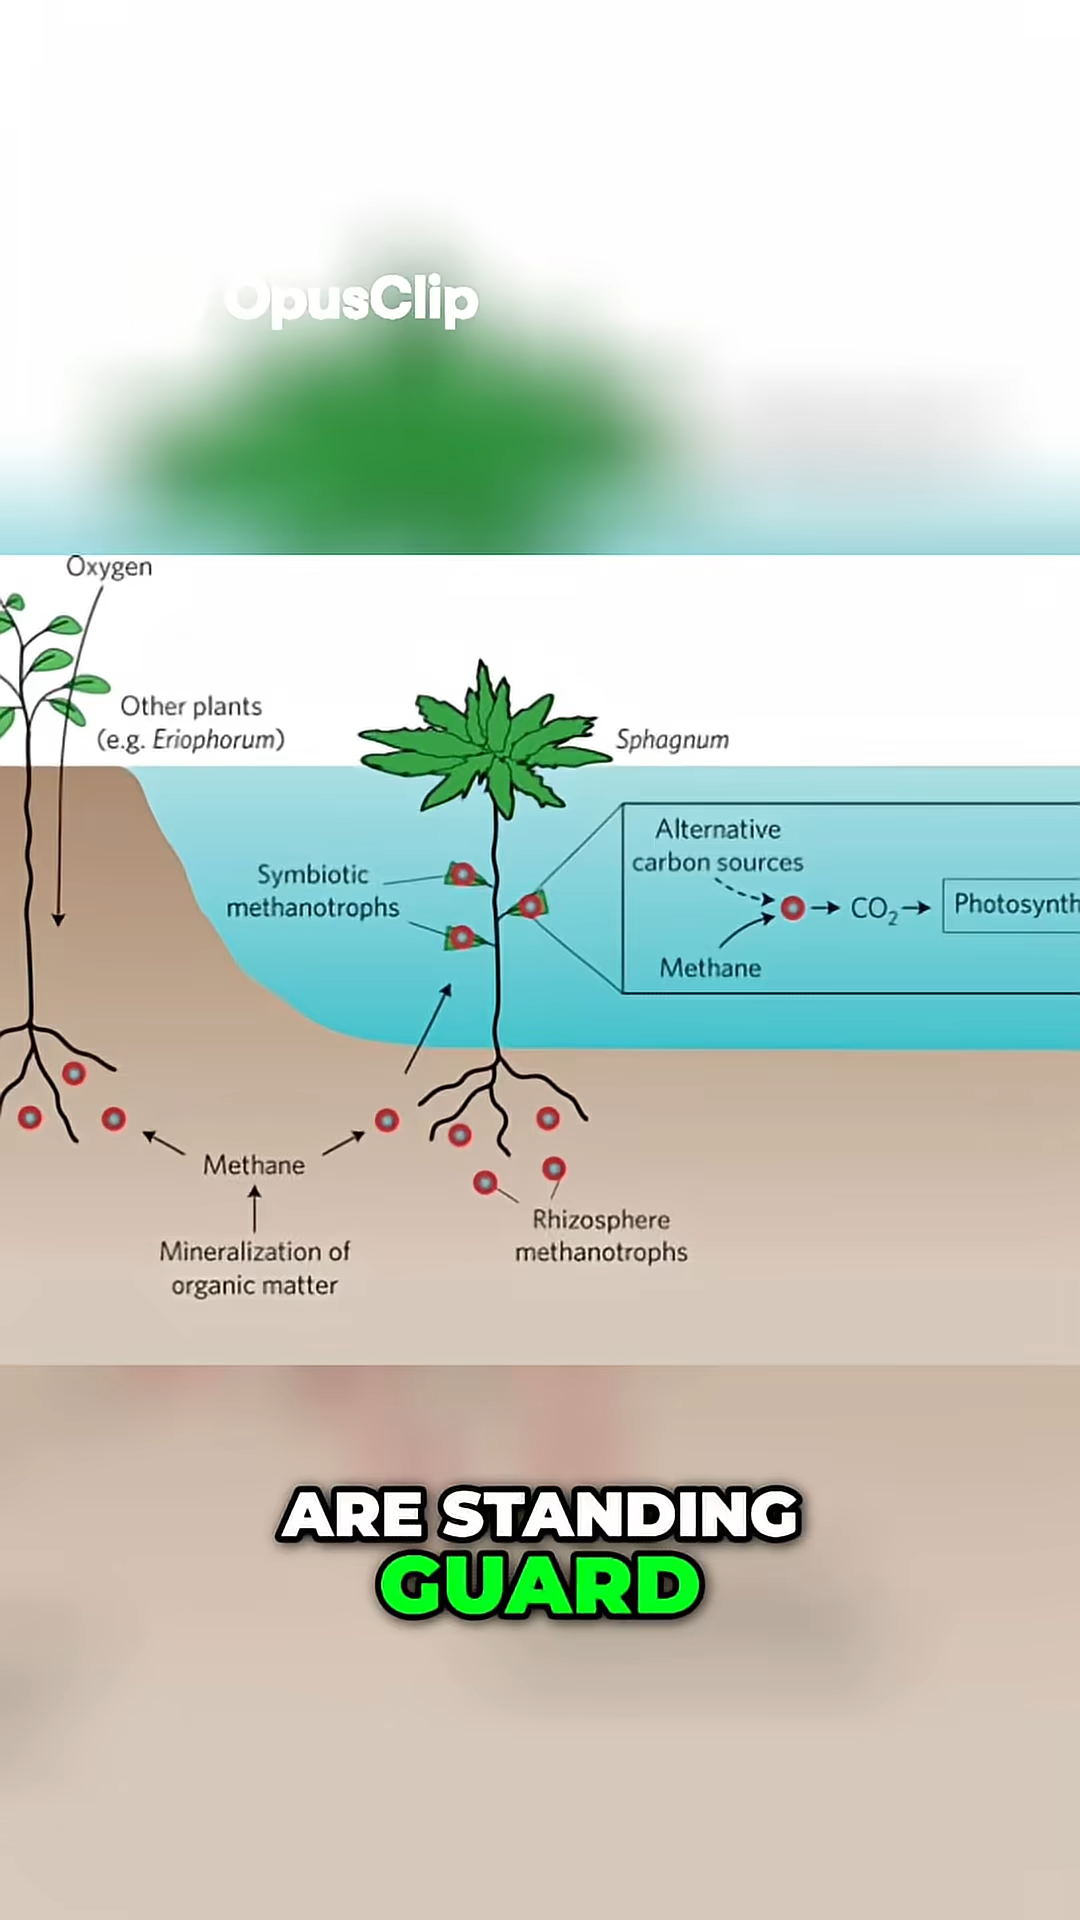 OpusClip
Oxygen
Other plants
(e.g. Eriophorum)
Sphagnum
Alternative
carbon sources
Symbiotic
methanotrophs
CO₂
Photosynth
Methane
Methane
Rhizosphere
methanotrophs
Mineralization of
organic matter
ARE STANDING
GUARD